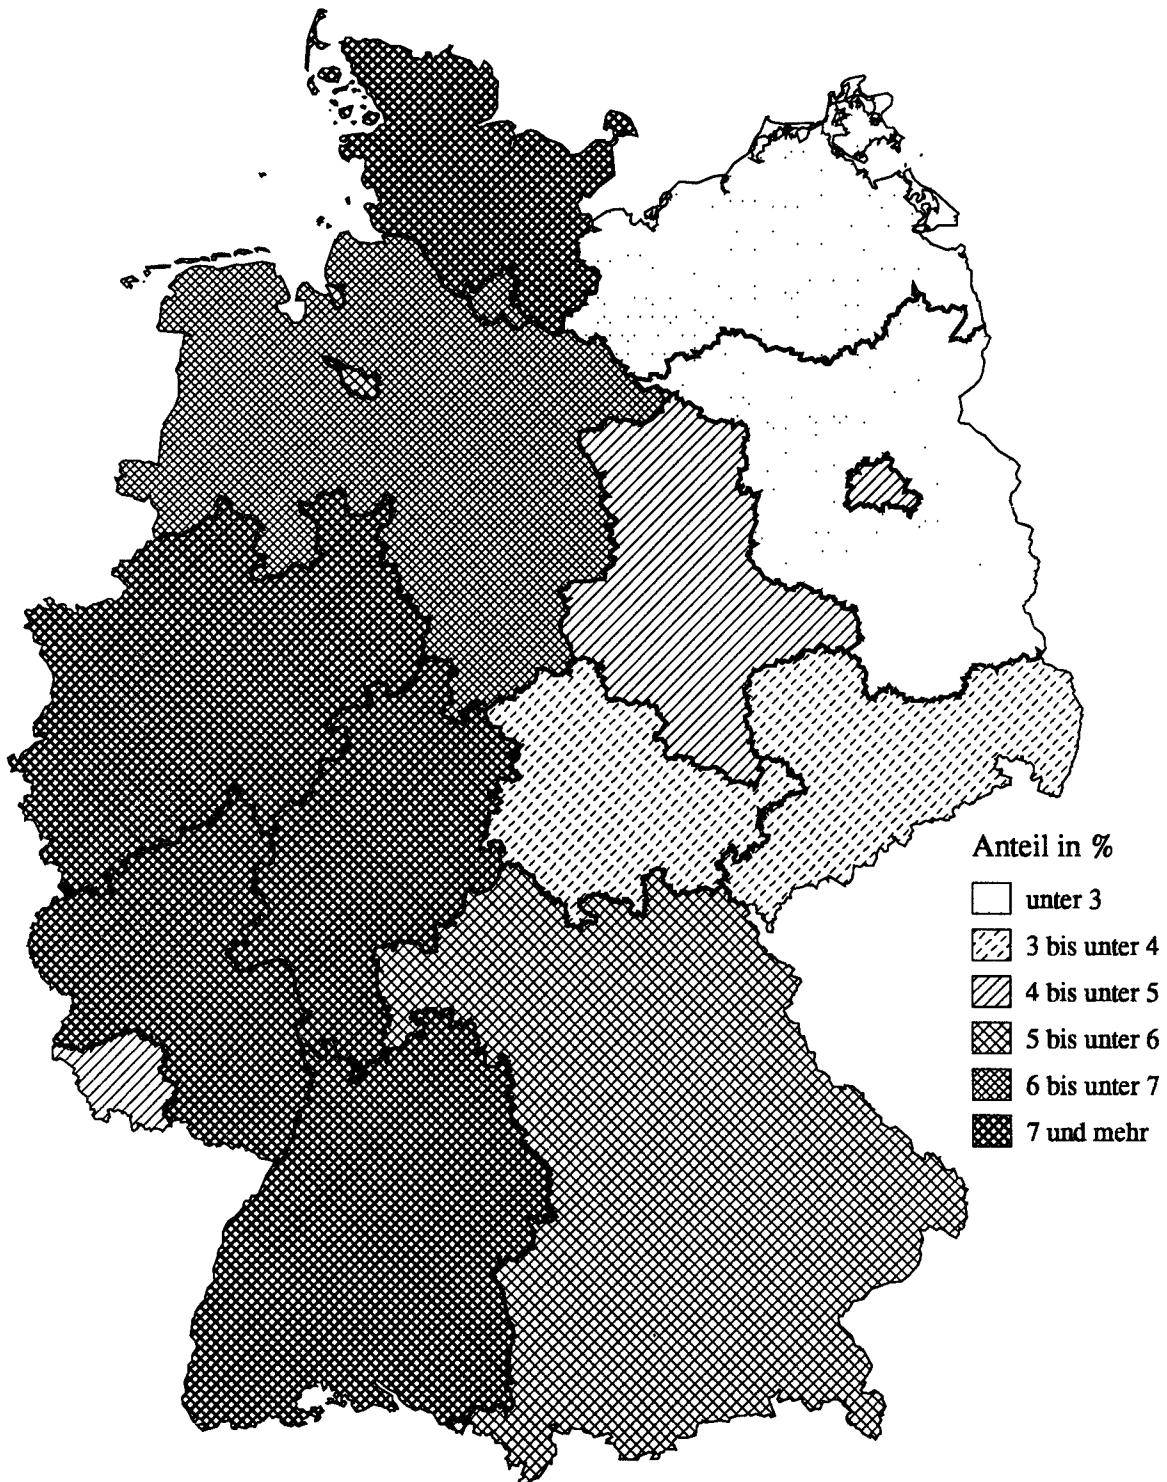 Anteil in %
unter 3
3 bis unter 4
4 bis unter 5
5 bis unter 6
6 bis unter 7
7 und mehr